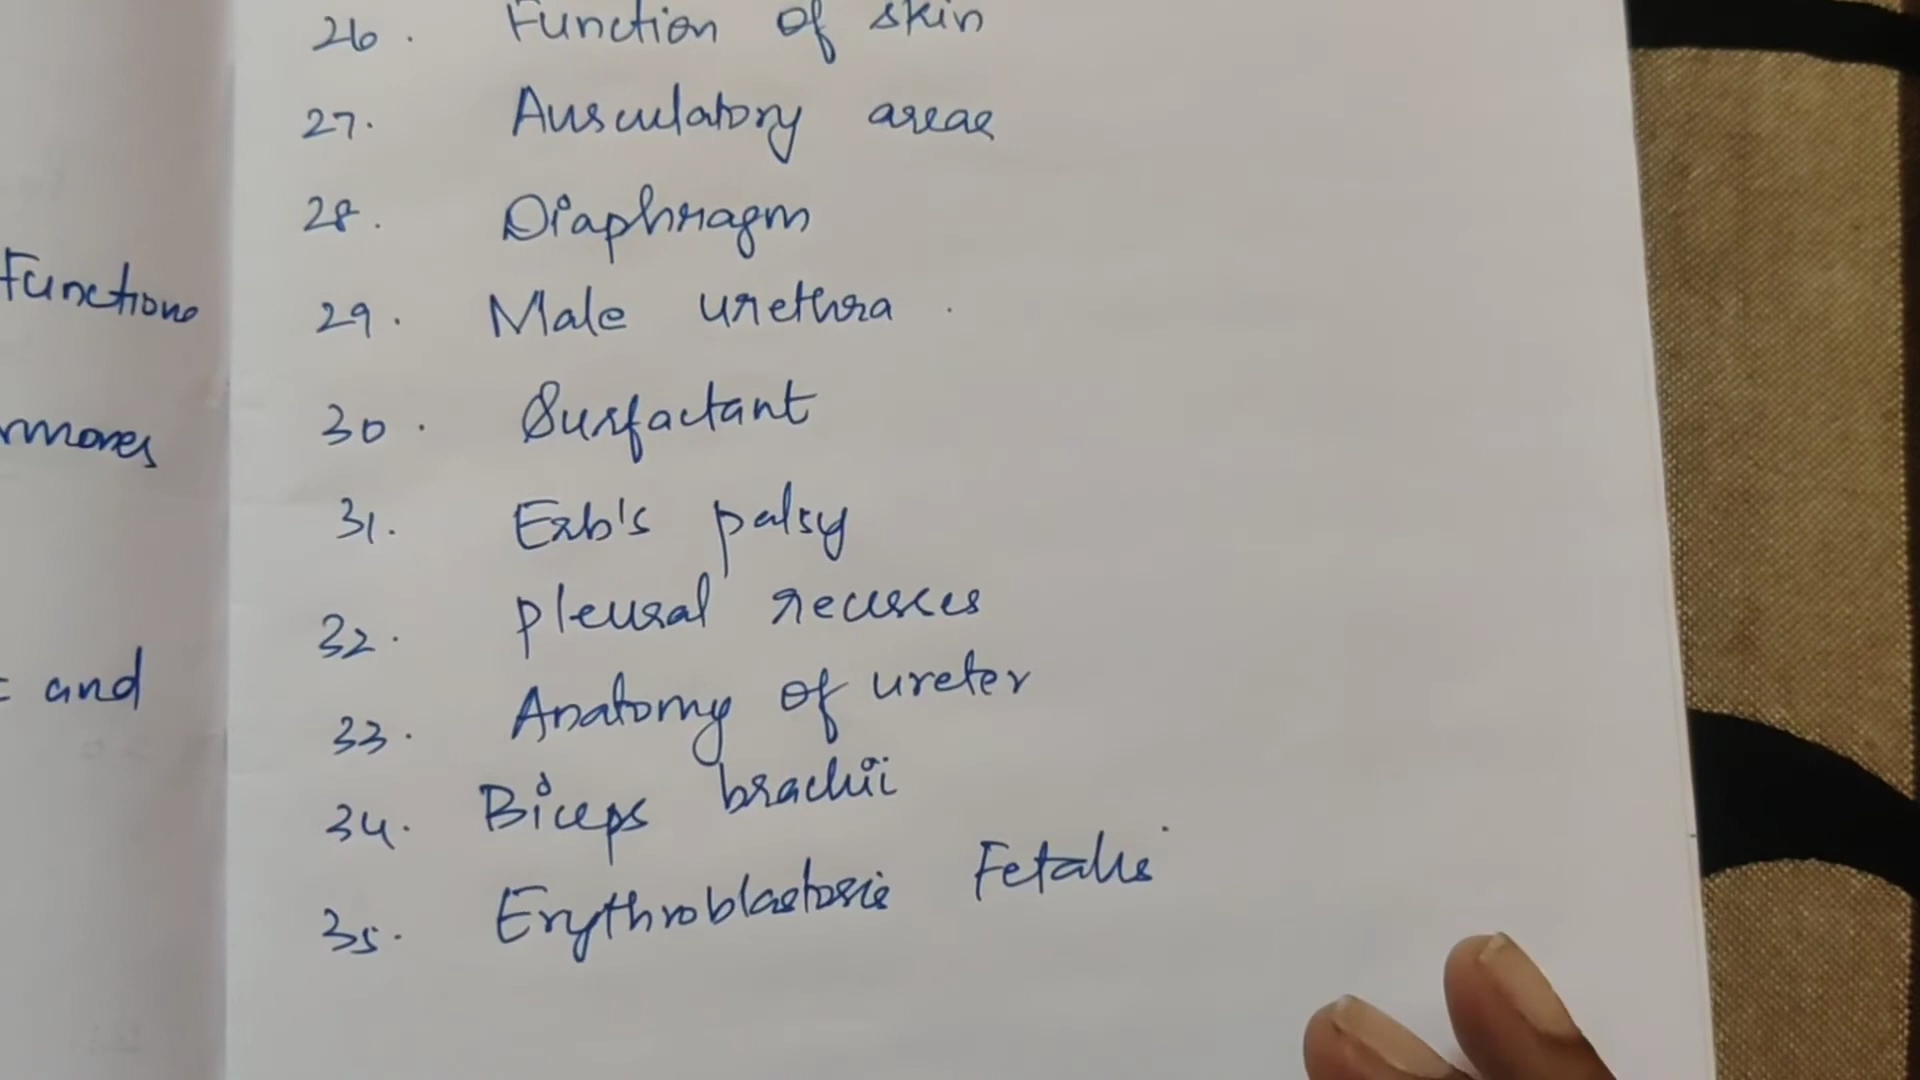 Functions
rmones
and
26. Function of skin
27. Ausculatory areas
28. Diaphragm
29. Male urethra
30. Surfactant
31. Erb's palsy
32. Pleural recesses
33. Anatomy of ureter
34. Biceps brachii
35. Erythroblastosis Fetalis